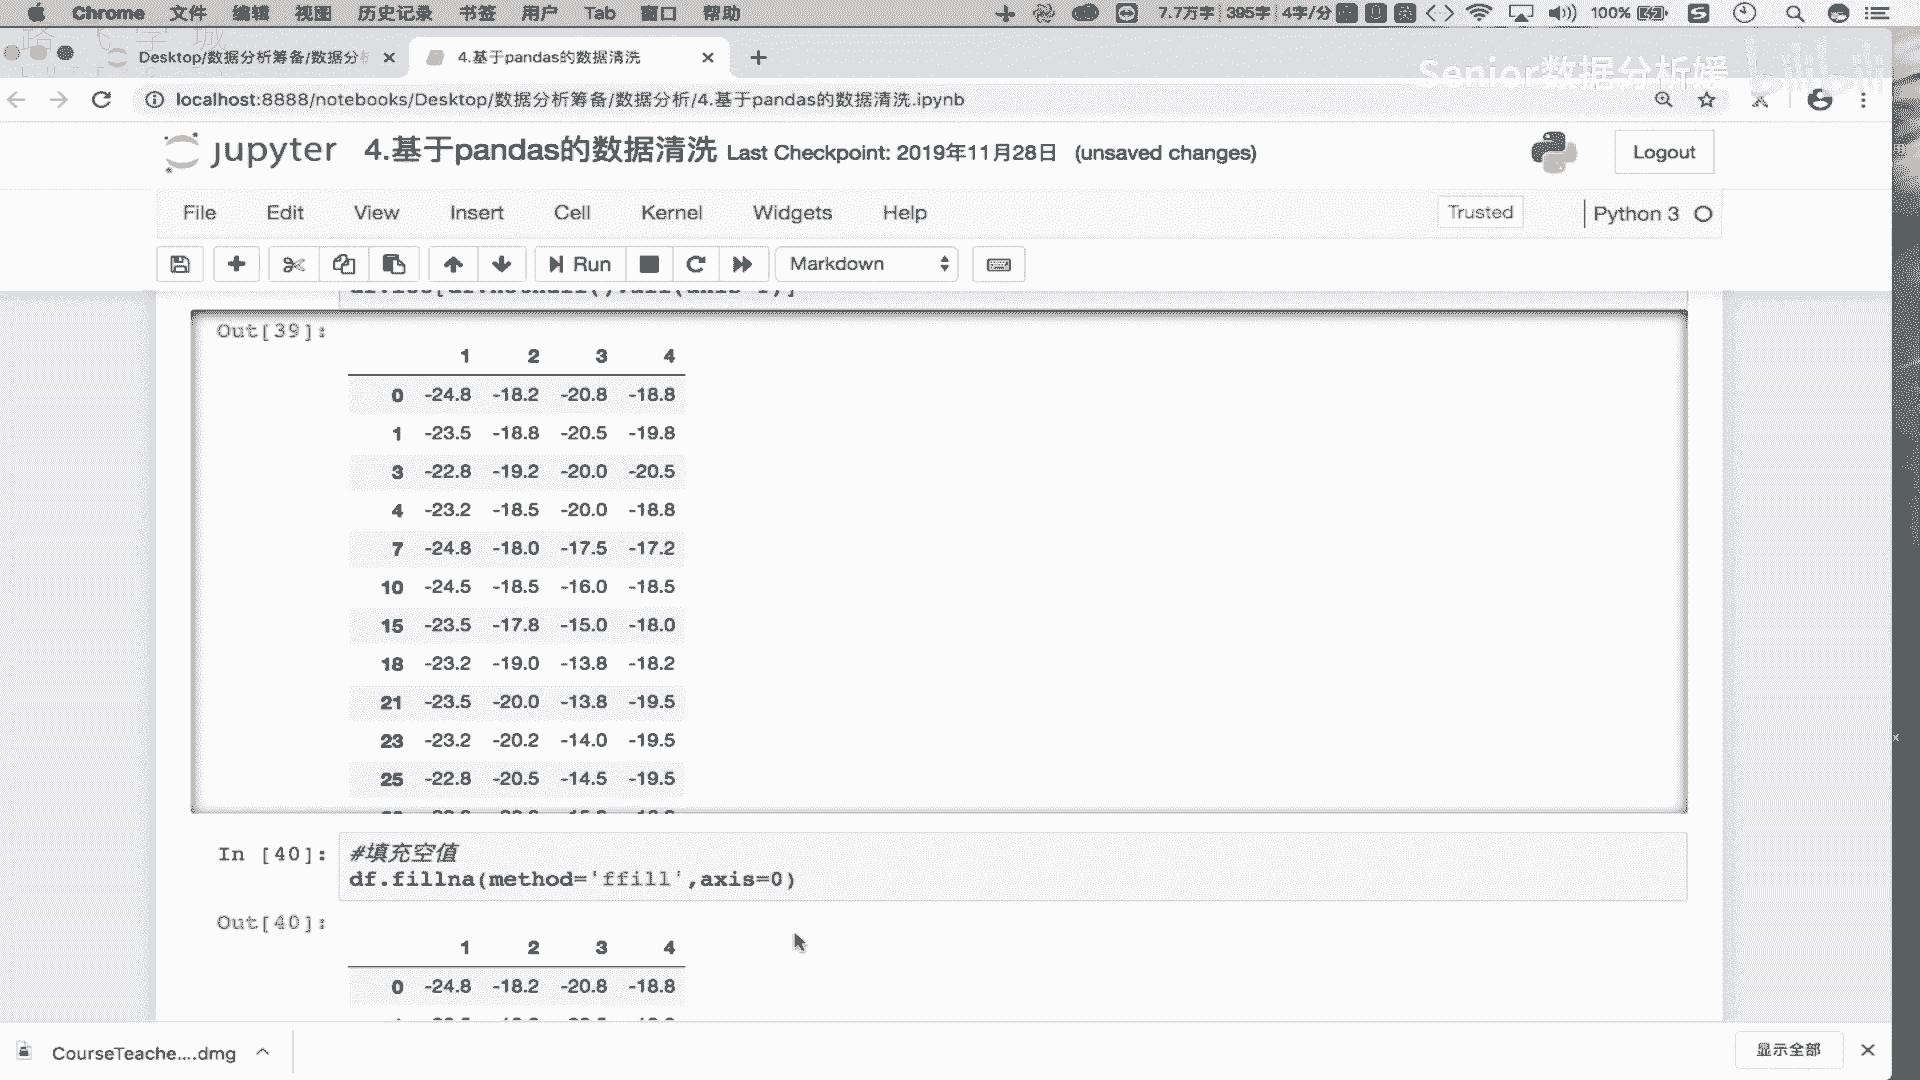 Chrome 文件 编辑 视图 历史记录 书签 用户 Tab 窗口 帮助 7.7万字 395字 4字/分 100%
Desktop/数据分析筹备/数据分析
4.基于pandas的数据清洗
Senior数据分析媛 bilibili
localhost:8888/notebooks/Desktop/数据分析筹备/数据分析/4.基于pandas的数据清洗.ipynb
jupyter 4.基于pandas的数据清洗 Last Checkpoint: 2019年11月28日 (unsaved changes)
Logout
File Edit View Insert Cell Kernel Widgets Help
Trusted Python 3
Run Markdown
Out[39]:
1 2 3 4
0 -24.8 -18.2 -20.8 -18.8
1 -23.5 -18.8 -20.5 -19.8
3 -22.8 -19.2 -20.0 -20.5
4 -23.2 -18.5 -20.0 -18.8
7 -24.8 -18.0 -17.5 -17.2
10 -24.5 -18.5 -16.0 -18.5
15 -23.5 -17.8 -15.0 -18.0
18 -23.2 -19.0 -13.8 -18.2
21 -23.5 -20.0 -13.8 -19.5
23 -23.2 -20.2 -14.0 -19.5
25 -22.8 -20.5 -14.5 -19.5
In [40]:
#填充空值
df.fillna(method='ffill',axis=0)
Out[40]:
1 2 3 4
0 -24.8 -18.2 -20.8 -18.8
CourseTeache....dmg
显示全部